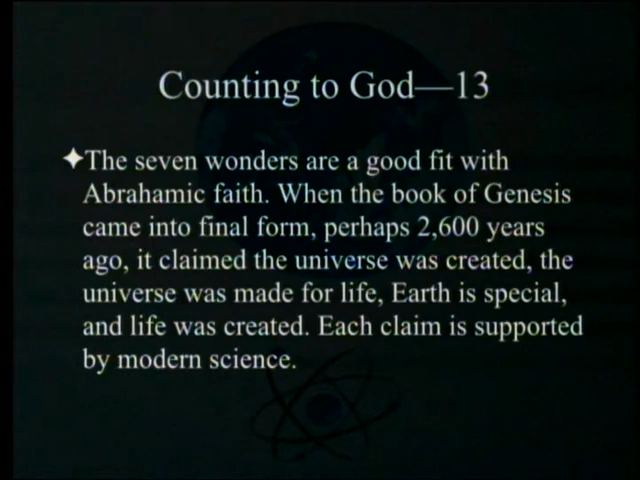 Counting to God—13
✦The seven wonders are a good fit with
Abrahamic faith. When the book of Genesis
came into final form, perhaps 2,600 years
ago, it claimed the universe was created, the
universe was made for life, Earth is special,
and life was created. Each claim is supported
by modern science.